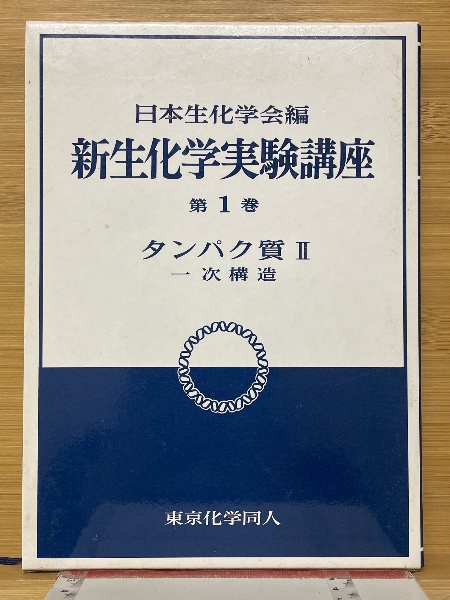 日本生化学会編
新生化学実験講座
第1巻
タンパク質 II
一次構造
東京化学同人